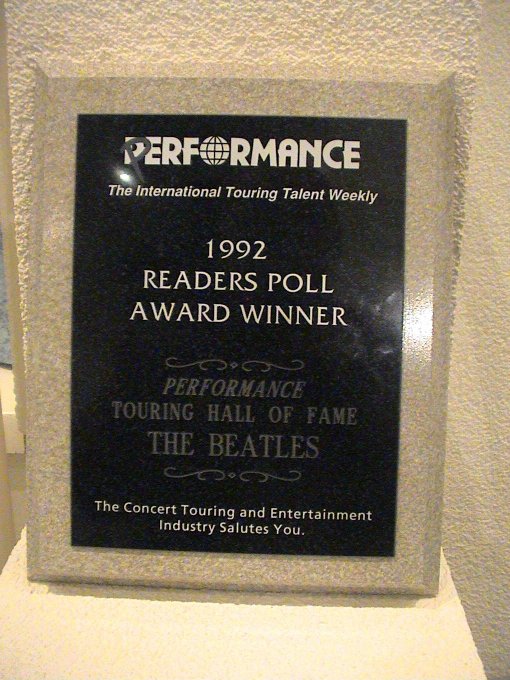 PERFORMANCE
The International Touring Talent Weekly
1992
READERS POLL
AWARD WINNER
PERFORMANCE
TOURING HALL OF FAME
THE BEATLES
The Concert Touring and Entertainment
Industry Salutes You.